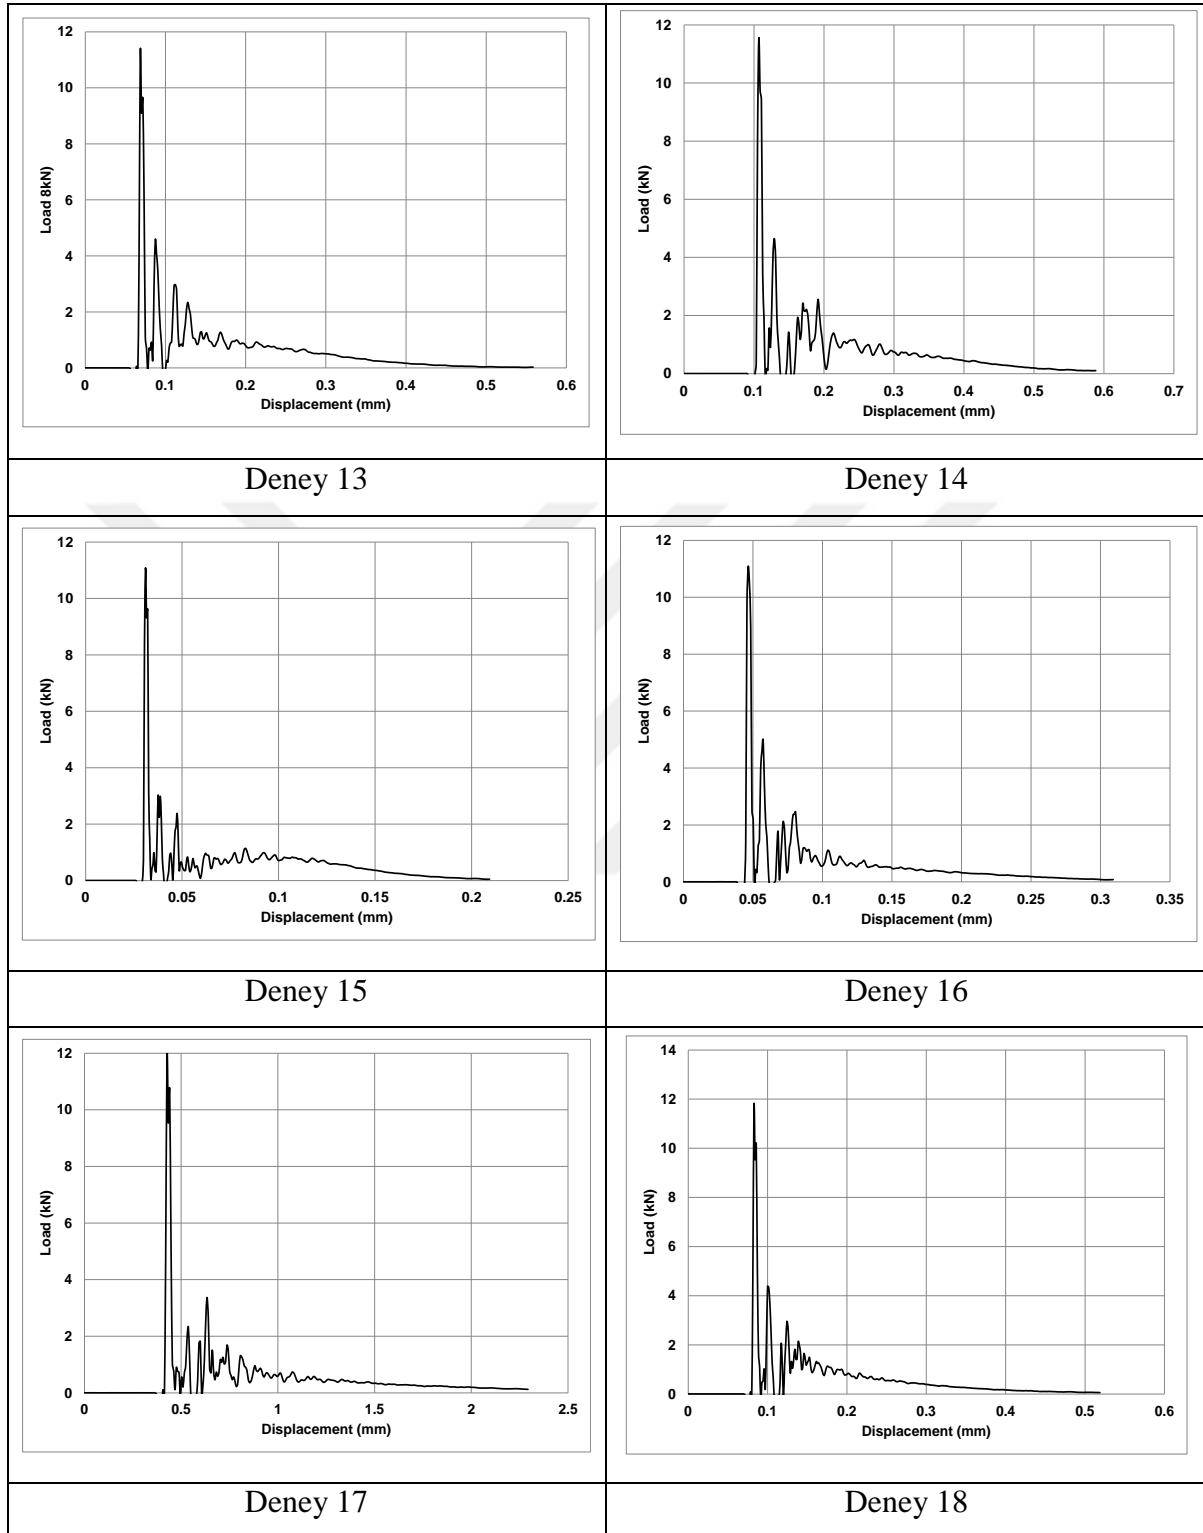 12
10
8
6
4
2
0
Load 8kN)
0 0.1 0.2 0.3 0.4 0.5 0.6
Displacement (mm)
12
10
8
6
4
2
0
Load (kN)
0 0.1 0.2 0.3 0.4 0.5 0.6 0.7
Displacement (mm)
Deney 13
Deney 14
12
10
8
6
4
2
0
Load (kN)
0 0.05 0.1 0.15 0.2 0.25
Displacement (mm)
12
10
8
6
4
2
0
Load (kN)
0 0.05 0.1 0.15 0.2 0.25 0.3 0.35
Displacement (mm)
Deney 15
Deney 16
12
10
8
6
4
2
0
Load (kN)
0 0.5 1 1.5 2 2.5
Displacement (mm)
14
12
10
8
6
4
2
0
Load (kN)
0 0.1 0.2 0.3 0.4 0.5 0.6
Displacement (mm)
Deney 17
Deney 18